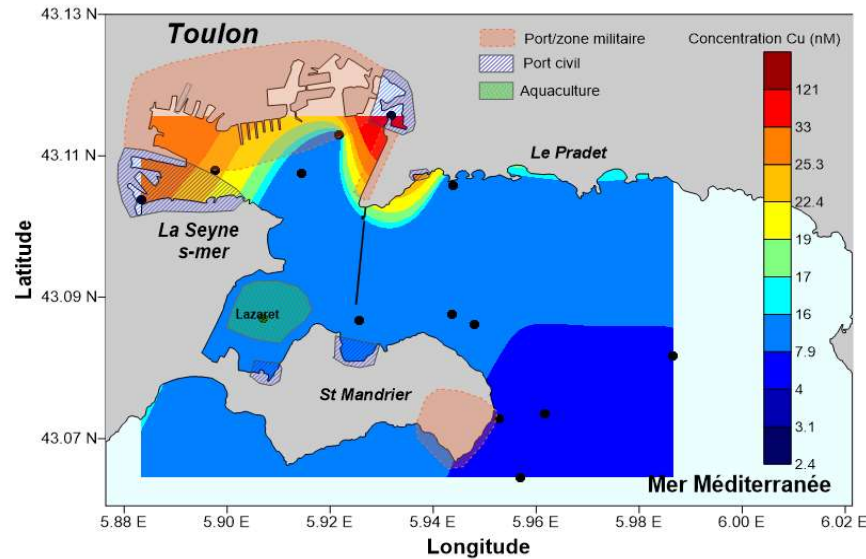 43.13 N
43.11 N
43.09 N
43.07 N
Latitude
Toulon
Port/zone militaire
Port civil
Aquaculture
Concentration Cu (nM)
121
33
25.3
22.4
19
17
16
7.9
4
3.1
2.4
Le Pradet
La Seyne
s-mer
Lazaret
St Mandrier
Mer Méditerranée
5.88 E
5.90 E
5.92 E
5.94 E
5.96 E
5.98 E
6.00 E
6.02 E
Longitude